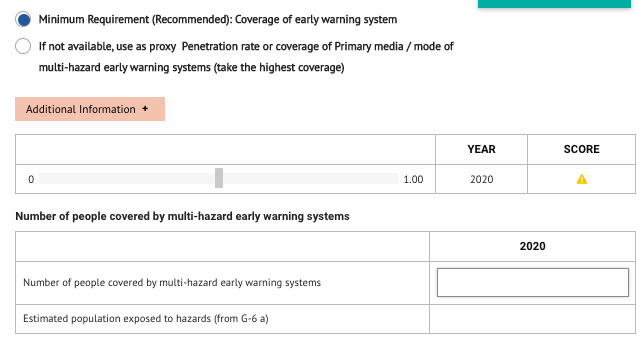 Minimum Requirement (Recommended): Coverage of early warning system
If not available, use as proxy Penetration rate or coverage of Primary media / mode of
multi-hazard early warning systems (take the highest coverage)
Additional Information +
YEAR SCORE
0 1.00 2020
Number of people covered by multi-hazard early warning systems
2020
Number of people covered by multi-hazard early warning systems
Estimated population exposed to hazards (from G-6 a)